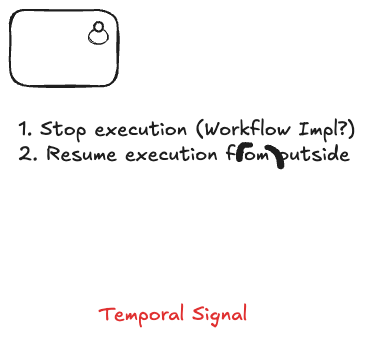 1. Stop execution (Workflow Impl?)
2. Resume execution from outside
Temporal Signal